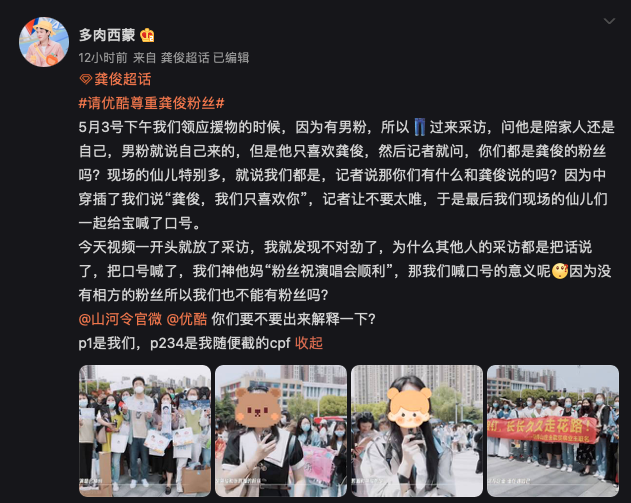 多肉西蒙
12小时前 来自 龚俊超话 已编辑
龚俊超话
#请优酷尊重龚俊粉丝#
5月3号下午我们领应援物的时候，因为有男粉，所以👖过来采访，问他是陪家人还是
自己，男粉就说自己来的，但是他只喜欢龚俊，然后记者就问，你们都是龚俊的粉丝
吗？现场的仙儿特别多，就说我们都是，记者说那你们有什么和龚俊说的吗？因为中
穿插了我们说“龚俊，我们只喜欢你”，记者让不要太唯，于是最后我们现场的仙儿们
一起给宝喊了口号。
今天视频一开头就放了采访，我就发现不对劲了，为什么其他人的采访都是把话说
了，把口号喊了，我们神他妈“粉丝祝演唱会顺利”，那我们喊口号的意义呢因为没
有相方的粉丝所以我们也不能有粉丝吗？
@山河令官微 @优酷 你们要不要出来解释一下？
p1是我们，p234是我随便截的cpf 收起
长长久久走花路！